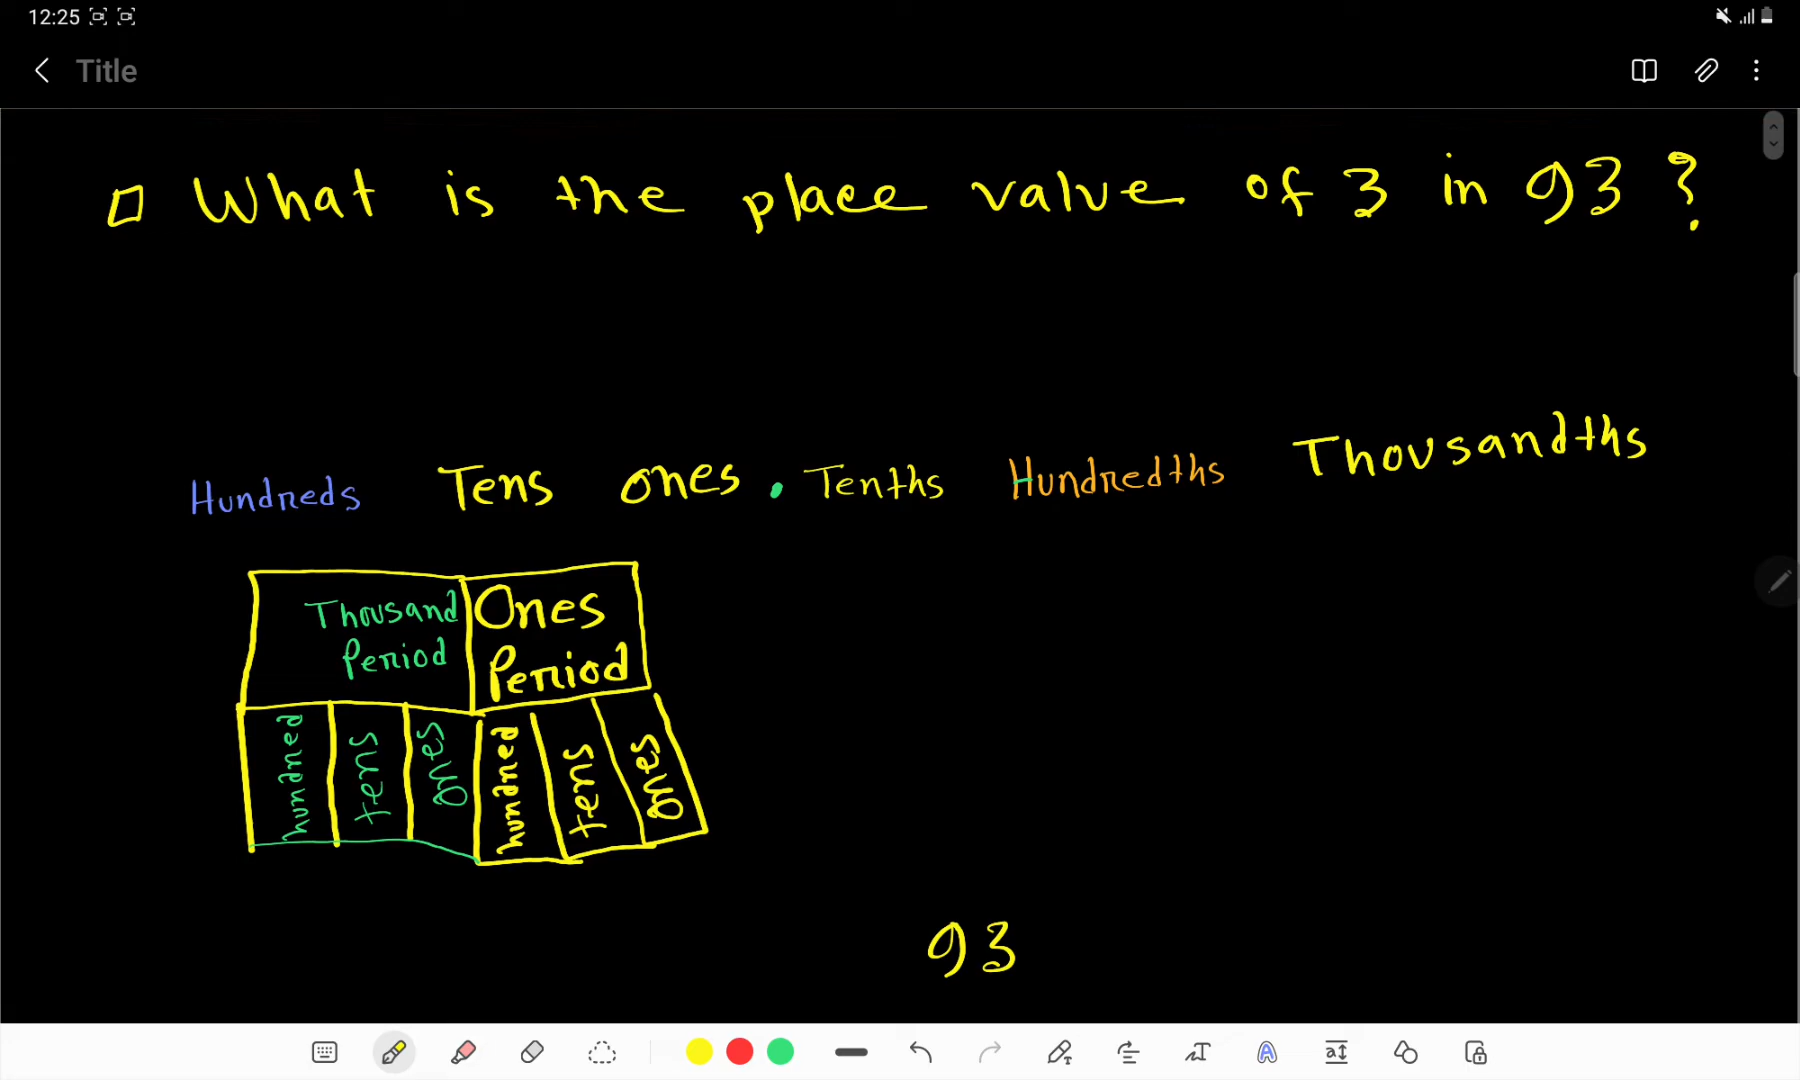 12:25
Title
What is the place value of 3 in 93 ?
Hundreds Tens ones . Tenths Hundredths Thousandths
Thousand Period
Ones Period
hundred tens ones hundred tens ones
93